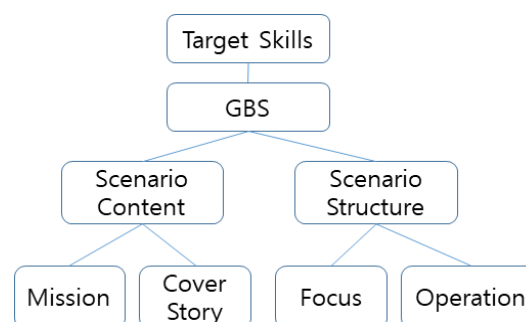 Target Skills
GBS
Scenario
Content
Scenario
Structure
Mission
Cover
Story
Focus
Operation